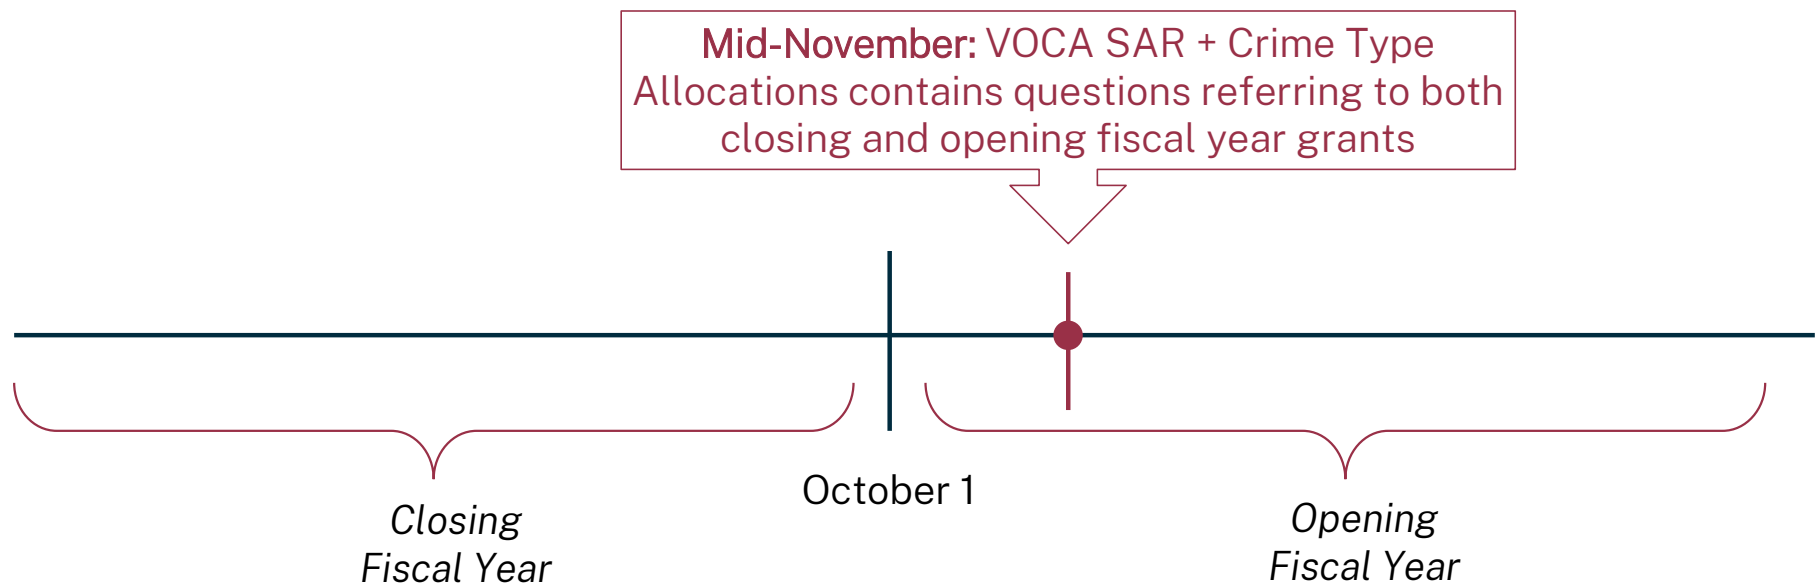 Mid-November: VOCA SAR + Crime Type
Allocations contains questions referring to both
closing and opening fiscal year grants
October 1
Closing
Fiscal Year
Opening
Fiscal Year